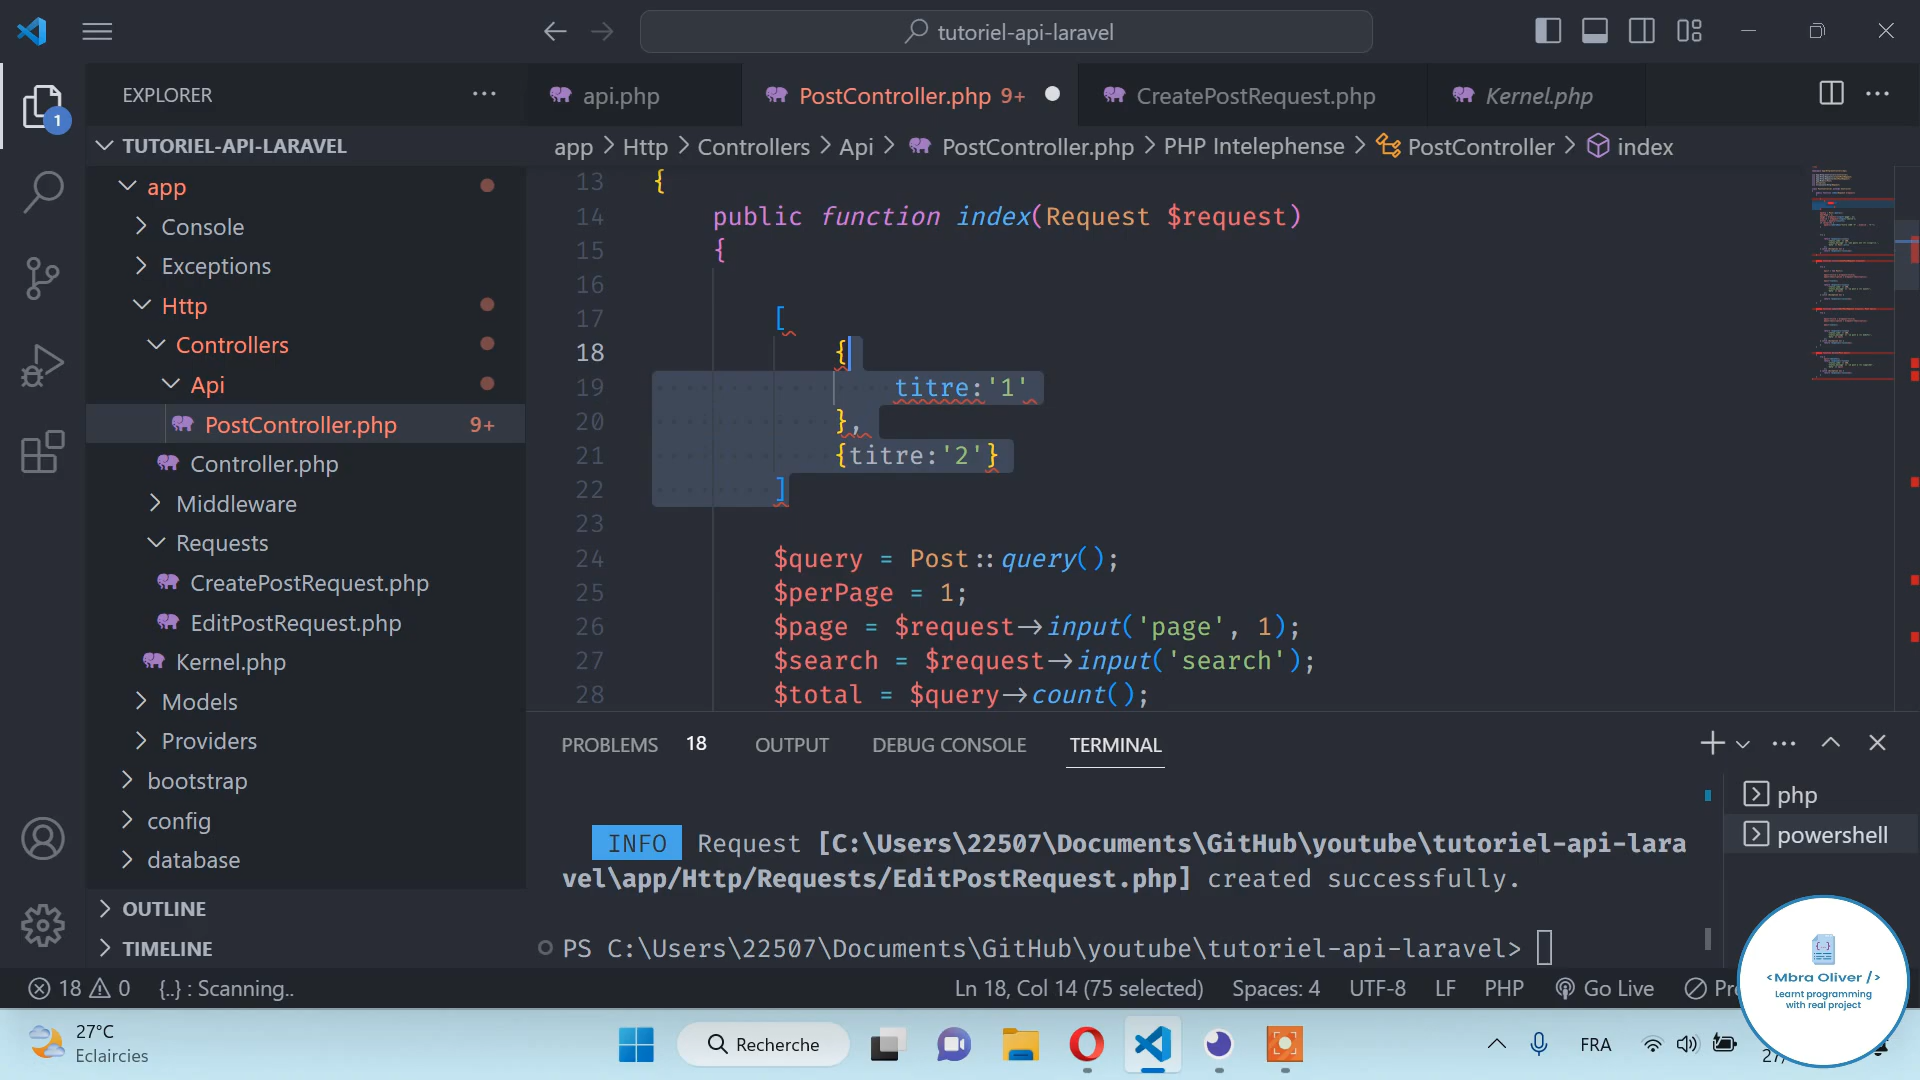 tutoriel-api-laravel
EXPLORER
api.php
PostController.php 9+
CreatePostRequest.php
Kernel.php
1
TUTORIEL-API-LARAVEL
app
Console
Exceptions
Http
Controllers
Api
PostController.php 9+
Controller.php
Middleware
Requests
CreatePostRequest.php
EditPostRequest.php
Kernel.php
Models
Providers
bootstrap
config
database
OUTLINE
TIMELINE
app > Http > Controllers > Api > PostController.php > PHP Intelephense > PostController > index
13 {
14 public function index(Request $request)
15 {
16
17 [
18 {
19 titre:'1'
20 },
21 {titre:'2'}
22 ]
23
24 $query = Post::query();
25 $perPage = 1;
26 $page = $request->input('page', 1);
27 $search = $request->input('search');
28 $total = $query->count();
PROBLEMS 18 OUTPUT DEBUG CONSOLE TERMINAL
INFO Request [C:\Users\22507\Documents\GitHub\youtube\tutoriel-api-lara
vel\app/Http/Requests/EditPostRequest.php] created successfully.
PS C:\Users\22507\Documents\GitHub\youtube\tutoriel-api-laravel>
php
powershell
18 0 {..} : Scanning..
Ln 18, Col 14 (75 selected) Spaces: 4 UTF-8 LF PHP Go Live
{...}
<Mbra Oliver />
Learnt programming
with real project
27°C
Eclaircies
Recherche
FRA